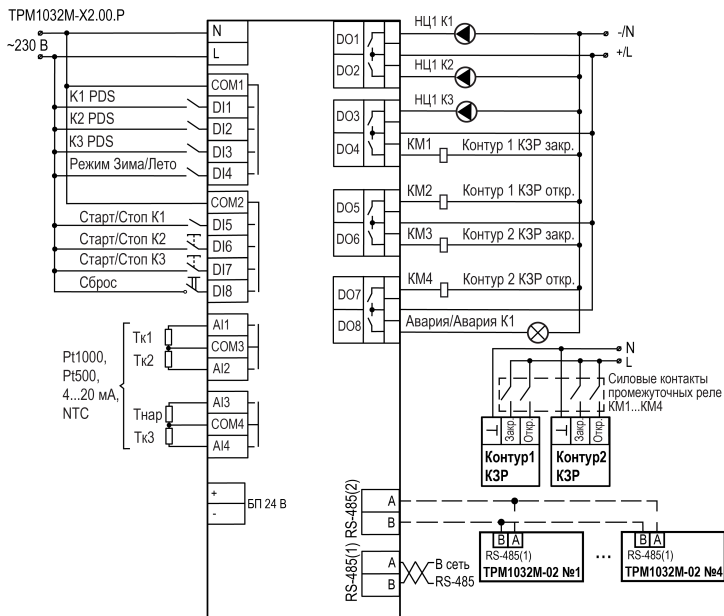 ТРМ1032М-Х2.00.Р
~230 В
N
L
COM1
K1 PDS
DI1
K2 PDS
DI2
K3 PDS
DI3
Режим Зима/Лето
DI4
COM2
Старт/Стоп К1
DI5
Старт/Стоп К2
DI6
Старт/Стоп К3
DI7
Сброс
DI8
AI1
Тк1
COM3
Тк2
AI2
Pt1000,
Pt500,
4...20 мА,
NTC
AI3
Тнар
COM4
Тк3
AI4
+
-
БП 24 В
DO1
НЦ1 К1
-/N
+/L
DO2
НЦ1 К2
DO3
НЦ1 К3
DO4
КМ1
Контур 1 КЗР закр.
КМ2
Контур 1 КЗР откр.
DO5
DO6
КМ3
Контур 2 КЗР закр.
КМ4
Контур 2 КЗР откр.
DO7
DO8
Авария/Авария К1
N
L
Силовые контакты
промежуточных реле
КМ1...КМ4
Закр.
Откр.
Закр.
Откр.
Контур1
КЗР
Контур2
КЗР
RS-485(2)
A
B
RS-485(1)
A
B
В сеть
RS-485
B A
RS-485(1)
ТРМ1032М-02 №1
...
B A
RS-485(1)
ТРМ1032М-02 №4